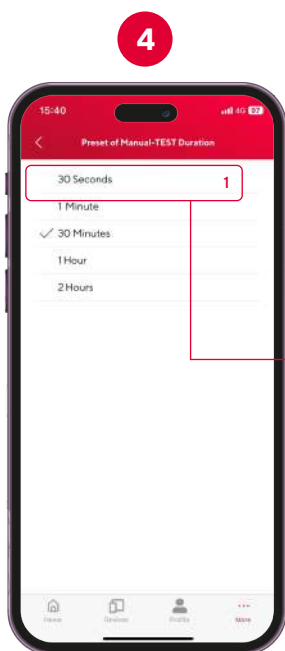 4
15:40
4G 97
Preset of Manual-TEST Duration
30 Seconds
1
1 Minute
30 Minutes
1 Hour
2 Hours
Home Devices Profile More